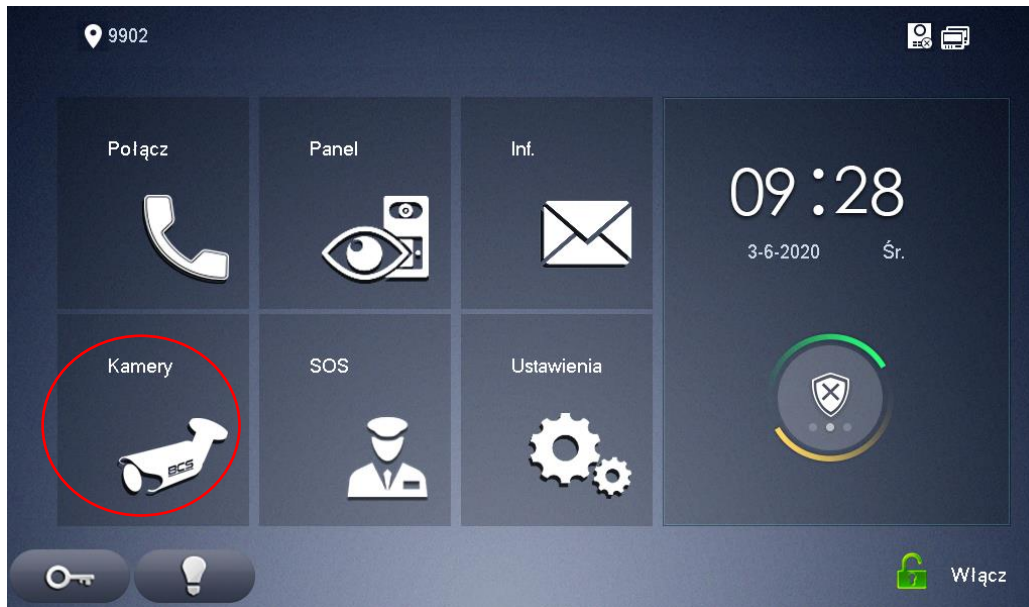 9902
Połącz
Panel
Inf.
09:28
3-6-2020 Śr.
Kamery
SOS
Ustawienia
BCS
Włącz